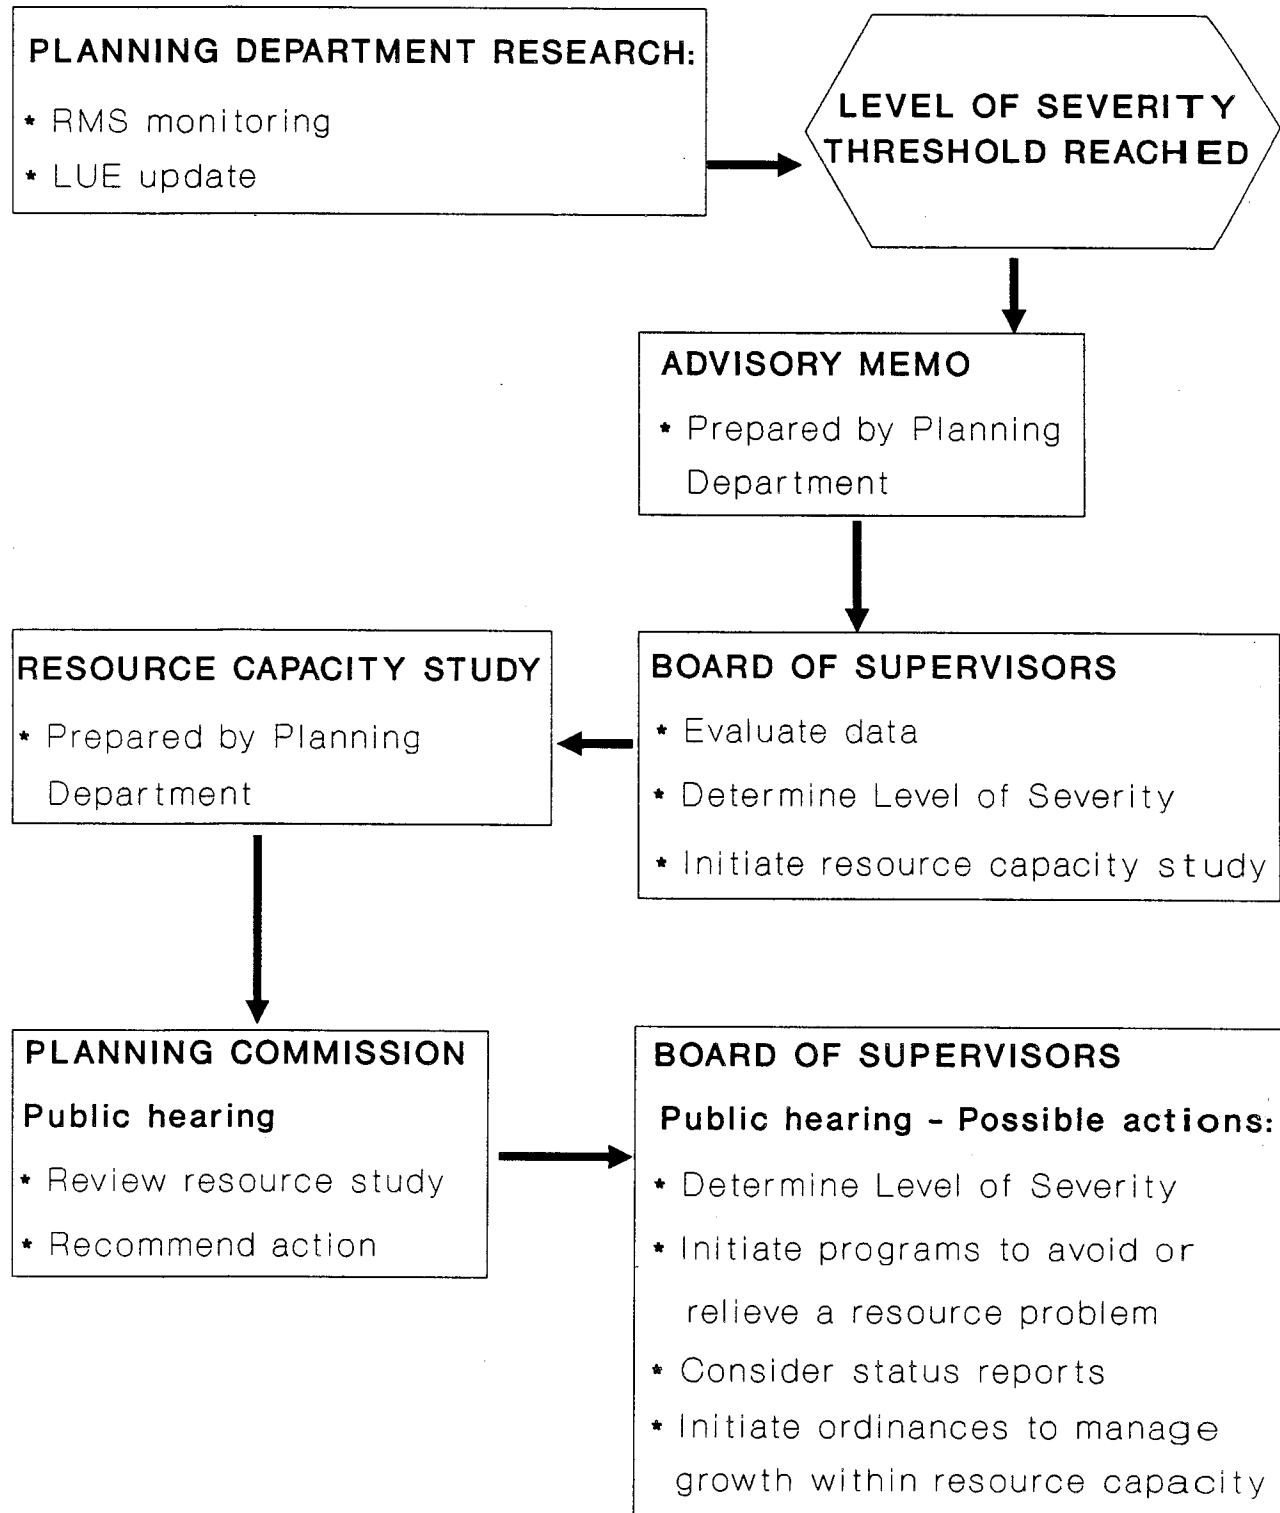 PLANNING DEPARTMENT RESEARCH:
* RMS monitoring
* LUE update
LEVEL OF SEVERITY
THRESHOLD REACHED
ADVISORY MEMO
* Prepared by Planning
Department
BOARD OF SUPERVISORS
* Evaluate data
* Determine Level of Severity
* Initiate resource capacity study
RESOURCE CAPACITY STUDY
* Prepared by Planning
Department
PLANNING COMMISSION
Public hearing
* Review resource study
* Recommend action
BOARD OF SUPERVISORS
Public hearing - Possible actions:
* Determine Level of Severity
* Initiate programs to avoid or
relieve a resource problem
* Consider status reports
* Initiate ordinances to manage
growth within resource capacity